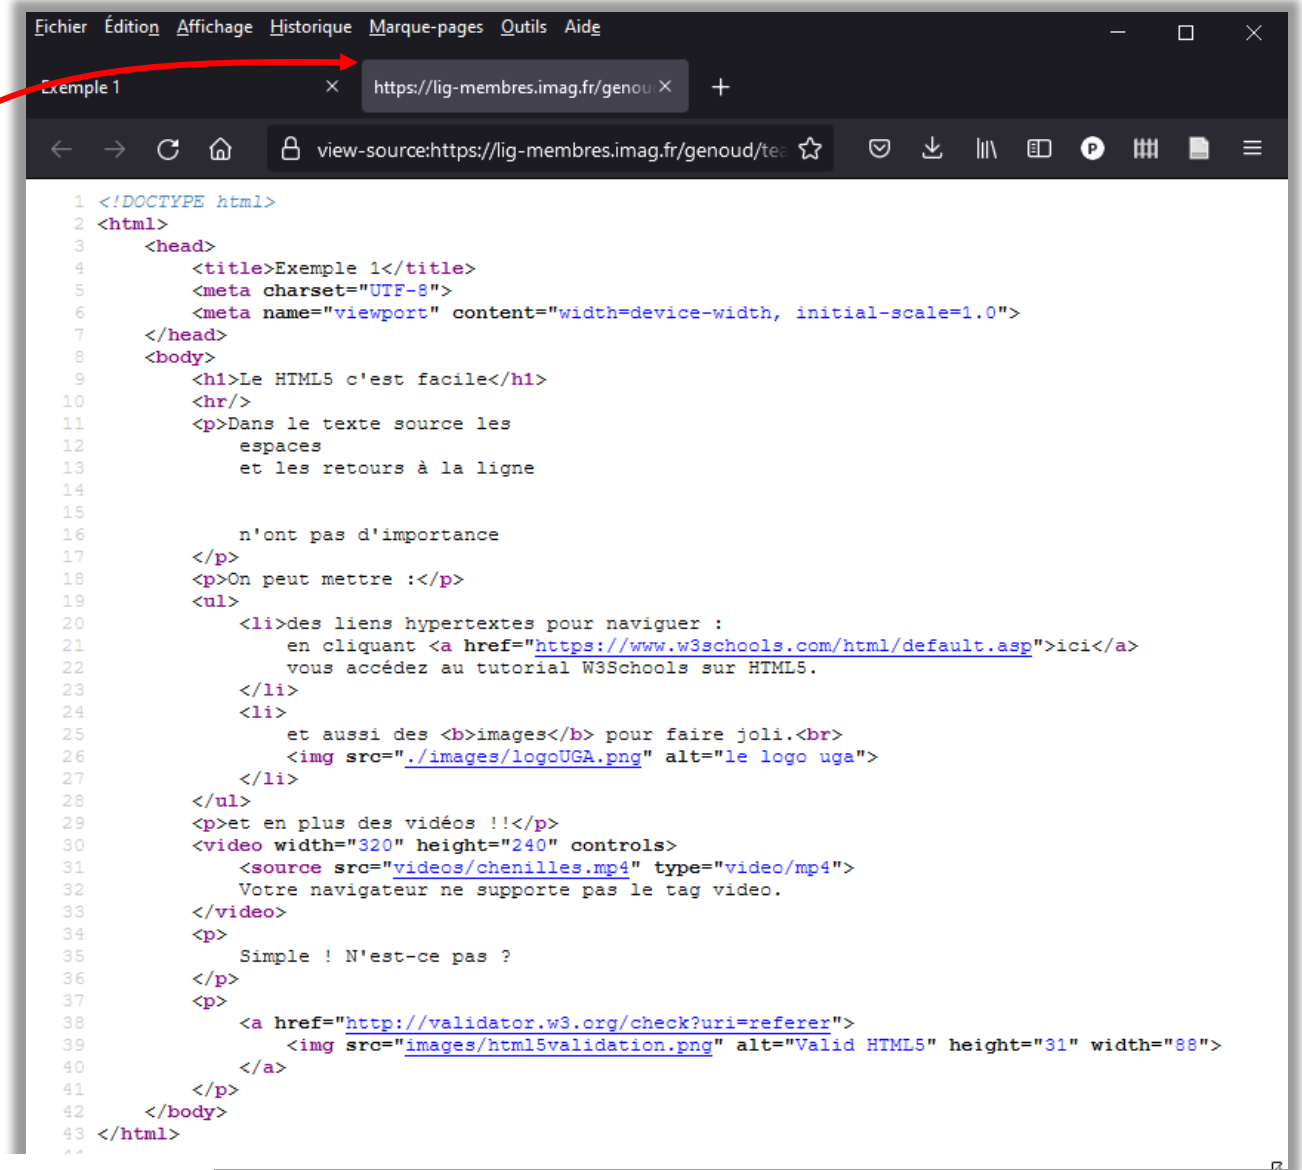 Fichier Édition Affichage Historique Marque-pages Outils Aide
Exemple 1 https://lig-membres.imag.fr/genou
view-source:https://lig-membres.imag.fr/genoud/tea
1 <!DOCTYPE html>
2 <html>
3 <head>
4 <title>Exemple 1</title>
5 <meta charset="UTF-8">
6 <meta name="viewport" content="width=device-width, initial-scale=1.0">
7 </head>
8 <body>
9 <h1>Le HTML5 c'est facile</h1>
10 <hr/>
11 <p>Dans le texte source les
12 espaces
13 et les retours à la ligne
14
15
16 n'ont pas d'importance
17 </p>
18 <p>On peut mettre :</p>
19 <ul>
20 <li>des liens hypertextes pour naviguer :
21 en cliquant <a href="https://www.w3schools.com/html/default.asp">ici</a>
22 vous accédez au tutorial W3Schools sur HTML5.
23 </li>
24 <li>
25 et aussi des <b>images</b> pour faire joli.<br>
26 <img src="./images/logoUGA.png" alt="le logo uga">
27 </li>
28 </ul>
29 <p>et en plus des vidéos !!</p>
30 <video width="320" height="240" controls>
31 <source src="videos/chenilles.mp4" type="video/mp4">
32 Votre navigateur ne supporte pas le tag video.
33 </video>
34 <p>
35 Simple ! N'est-ce pas ?
36 </p>
37 <p>
38 <a href="http://validator.w3.org/check?uri=referer">
39 <img src="images/html5validation.png" alt="Valid HTML5" height="31" width="88">
40 </a>
41 </p>
42 </body>
43 </html>
44